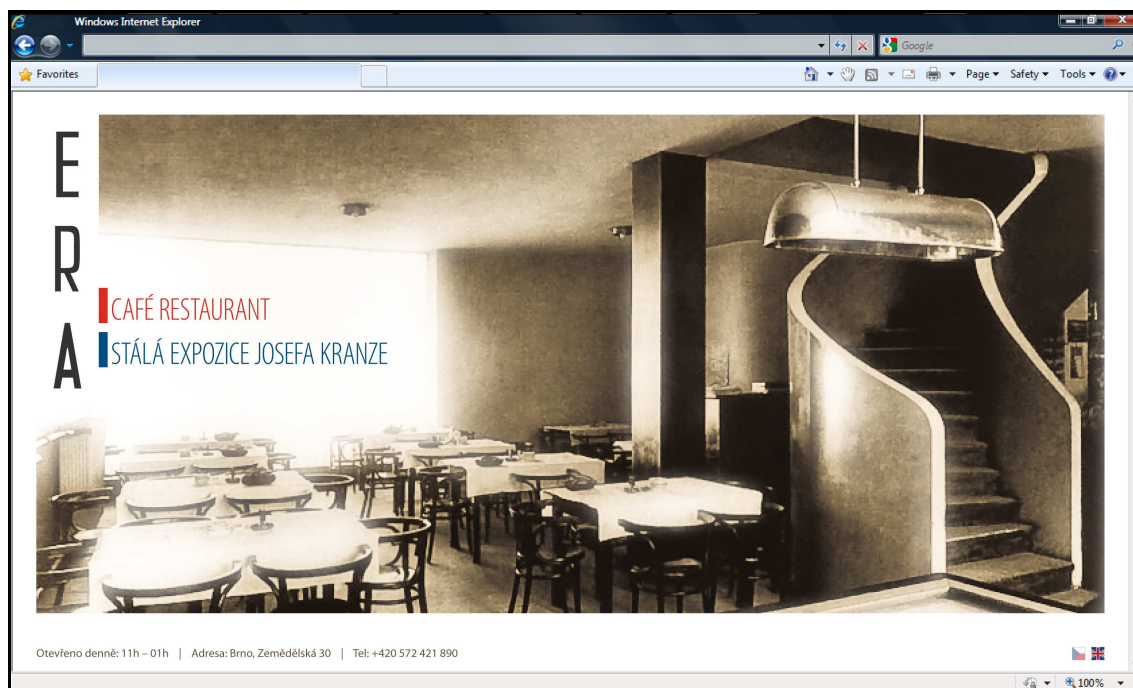 Windows Internet Explorer
Google
Favorites
Page Safety Tools
E
R
A
CAFÉ RESTAURANT
STÁLÁ EXPOZICE JOSEFA KRANZE
Otevřeno denně: 11h – 01h | Adresa: Brno, Zemědělská 30 | Tel: +420 572 421 890
100%